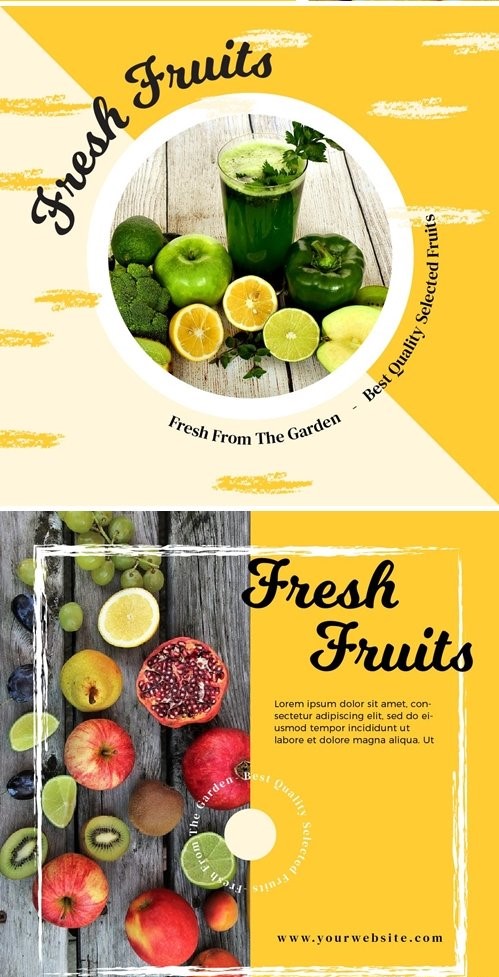 Fresh Fruits
Fresh From The Garden - Best Quality Selected Fruits
Fresh
Fruits
Lorem ipsum dolor sit amet, con-
sectetur adipiscing elit, sed do ei-
usmod tempor incididunt ut
labore et dolore magna aliqua. Ut
Fresh From The Garden - Best Quality Selected Fruits -
www.yourwebsite.com